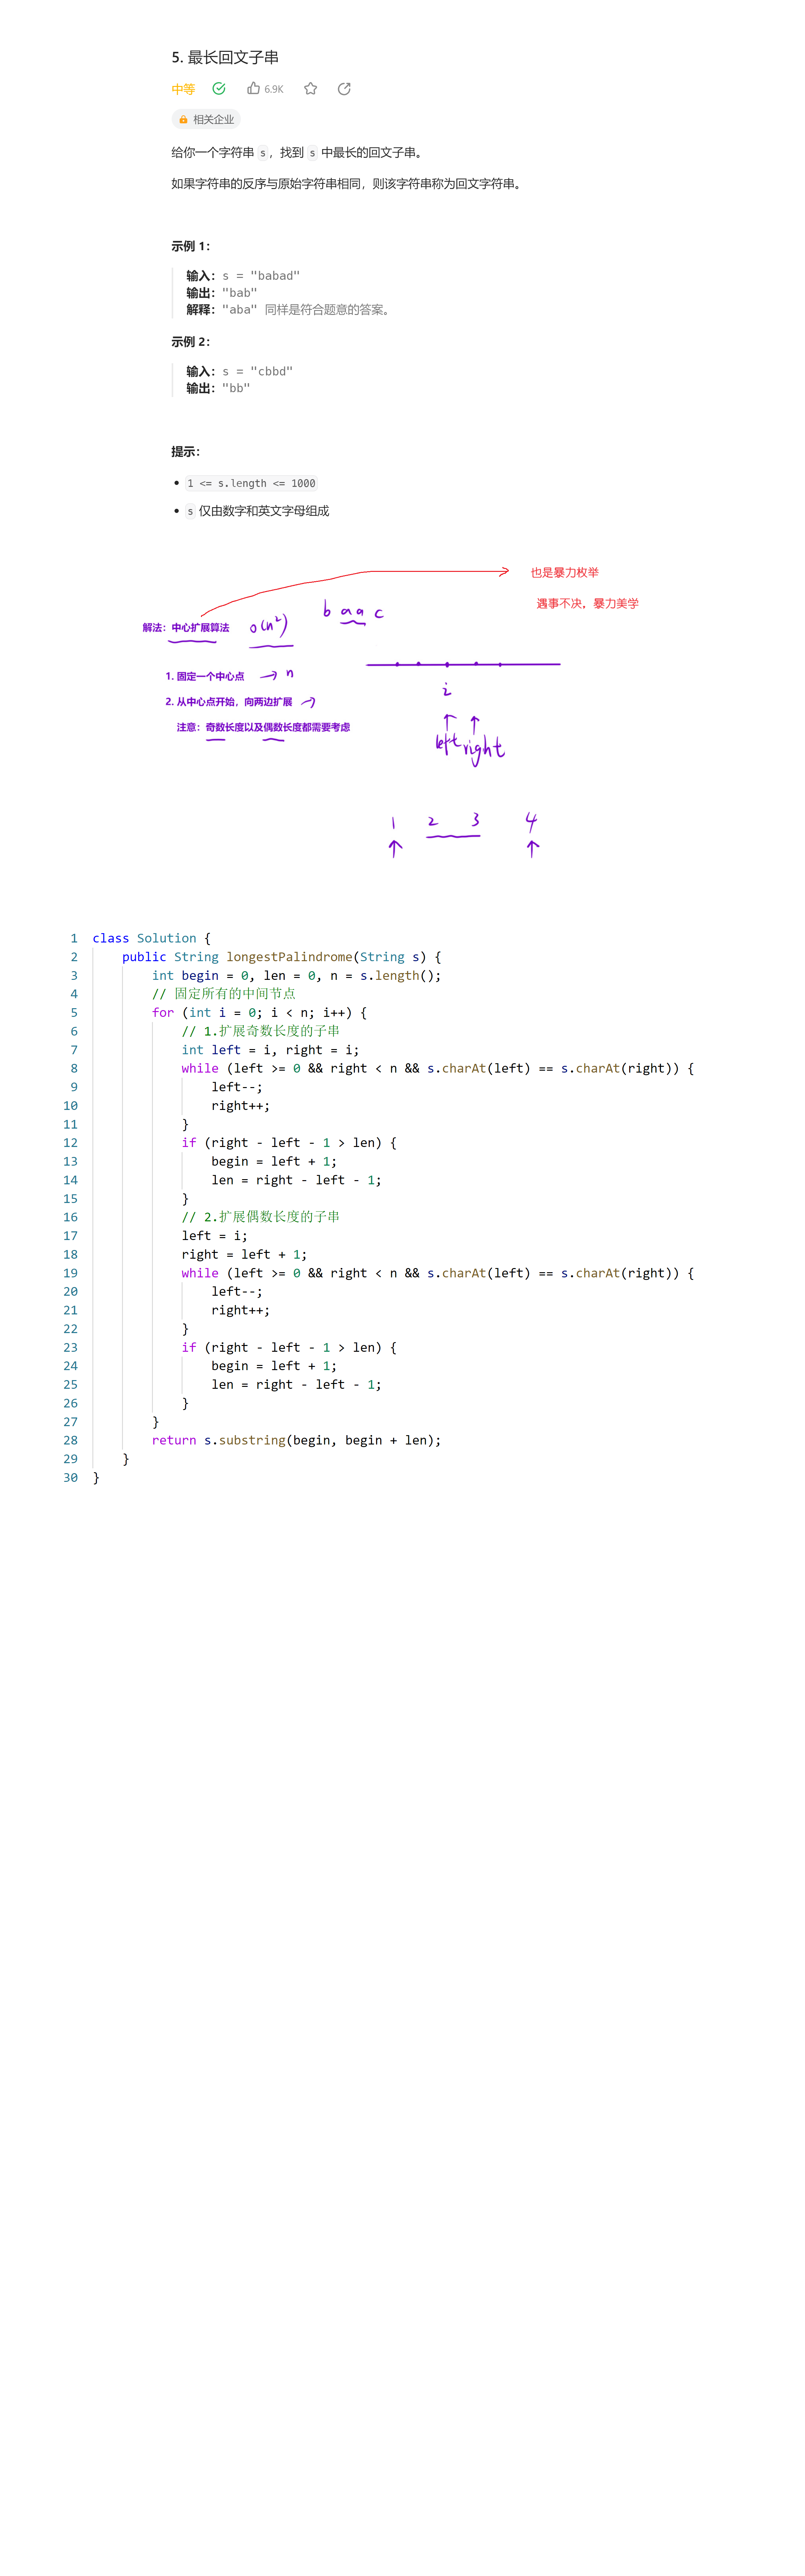 5. 最长回文子串
中等 6.9K
相关企业
给你一个字符串 s，找到 s 中最长的回文子串。
如果字符串的反序与原始字符串相同，则该字符串称为回文字符串。
示例 1：
输入：s = "babad"
输出："bab"
解释："aba" 同样是符合题意的答案。
示例 2：
输入：s = "cbbd"
输出："bb"
提示：
1 <= s.length <= 1000
s 仅由数字和英文字母组成
也是暴力枚举
遇事不决，暴力美学
b a a c
解法：中心扩展算法 O(n²)
1. 固定一个中心点 → n
2. 从中心点开始，向两边扩展
注意：奇数长度以及偶数长度都需要考虑
i
left right
1 2 3 4
1 class Solution {
2 public String longestPalindrome(String s) {
3 int begin = 0, len = 0, n = s.length();
4 // 固定所有的中间节点
5 for (int i = 0; i < n; i++) {
6 // 1.扩展奇数长度的子串
7 int left = i, right = i;
8 while (left >= 0 && right < n && s.charAt(left) == s.charAt(right)) {
9 left--;
10 right++;
11 }
12 if (right - left - 1 > len) {
13 begin = left + 1;
14 len = right - left - 1;
15 }
16 // 2.扩展偶数长度的子串
17 left = i;
18 right = left + 1;
19 while (left >= 0 && right < n && s.charAt(left) == s.charAt(right)) {
20 left--;
21 right++;
22 }
23 if (right - left - 1 > len) {
24 begin = left + 1;
25 len = right - left - 1;
26 }
27 }
28 return s.substring(begin, begin + len);
29 }
30 }